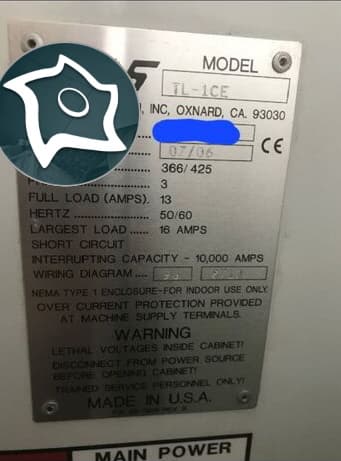 MODEL
TL-1CE
INC, OXNARD, CA. 93030
07/06 CE
366/425
3
FULL LOAD (AMPS). 13
HERTZ 50/60
LARGEST LOAD 16 AMPS
SHORT CIRCUIT
INTERRUPTING CAPACITY - 10,000 AMPS
WIRING DIAGRAM
NEMA TYPE 1 ENCLOSURE-FOR INDOOR USE ONLY
OVER CURRENT PROTECTION PROVIDED
AT MACHINE SUPPLY TERMINALS.
WARNING
LETHAL VOLTAGES INSIDE CABINET!
DISCONNECT FROM POWER SOURCE
BEFORE OPENING CABINET!
TRAINED SERVICE PERSONNEL ONLY!
MADE IN U.S.A.
MAIN POWER